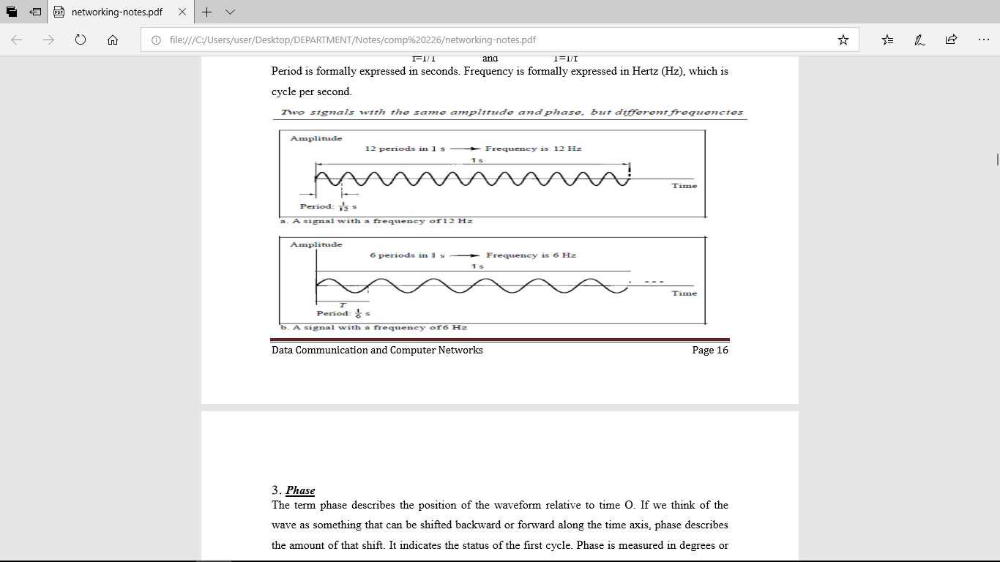 networking-notes.pdf
file:///C:/Users/user/Desktop/DEPARTMENT/Notes/comp%20226/networking-notes.pdf
f=1/T and T=1/f
Period is formally expressed in seconds. Frequency is formally expressed in Hertz (Hz), which is
cycle per second.
Two signals with the same amplitude and phase, but different frequencies
Amplitude
12 periods in 1 s Frequency is 12 Hz
1 s
Time
Period: 1/12 s
a. A signal with a frequency of 12 Hz
Amplitude
6 periods in 1 s Frequency is 6 Hz
1 s
Time
T
Period: 1/6 s
b. A signal with a frequency of 6 Hz
Data Communication and Computer Networks Page 16
3. Phase
The term phase describes the position of the waveform relative to time O. If we think of the
wave as something that can be shifted backward or forward along the time axis, phase describes
the amount of that shift. It indicates the status of the first cycle. Phase is measured in degrees or